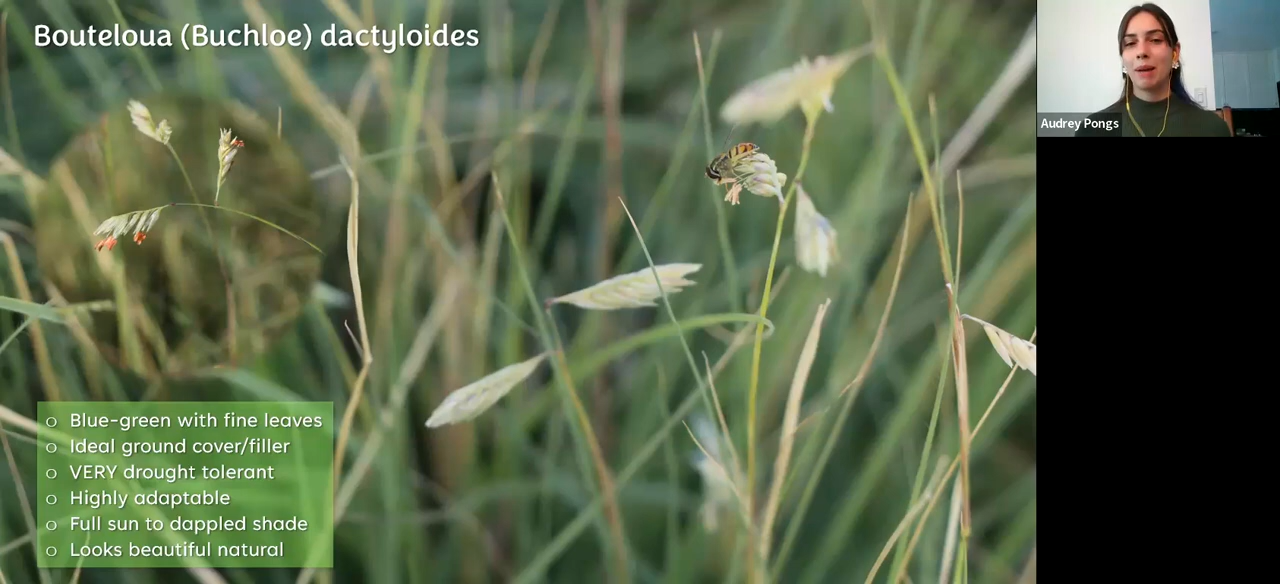 Bouteloua (Buchloe) dactyloides
Audrey Pongs
o Blue-green with fine leaves
o Ideal ground cover/filler
o VERY drought tolerant
o Highly adaptable
o Full sun to dappled shade
o Looks beautiful natural